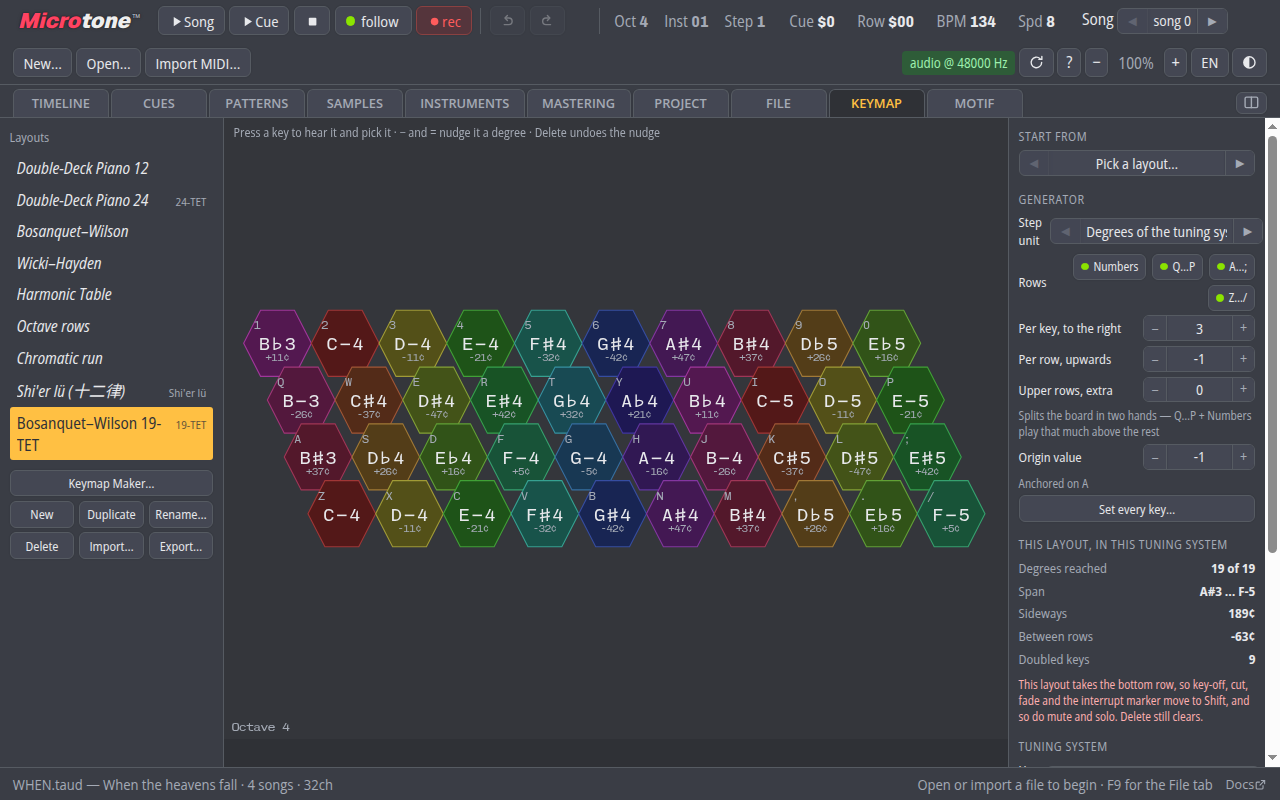 Microtone™ Song Cue follow rec Oct 4 Inst 01 Step 1 Cue $0 Row $00 BPM 134 Spd 8 Song song 0
New... Open... Import MIDI... audio @ 48000 Hz ? − 100% + EN
TIMELINE CUES PATTERNS SAMPLES INSTRUMENTS MASTERING PROJECT FILE KEYMAP MOTIF
Layouts
Double-Deck Piano 12
Double-Deck Piano 24 24-TET
Bosanquet–Wilson
Wicki–Hayden
Harmonic Table
Octave rows
Chromatic run
Shi'er lü (十二律) Shi'er lü
Bosanquet–Wilson 19-TET 19-TET
Keymap Maker...
New Duplicate Rename...
Delete Import... Export...
Press a key to hear it and pick it · − and = nudge it a degree · Delete undoes the nudge
1 2 3 4 5 6 7 8 9 0
B♭3 C−4 D−4 E−4 F♯4 G♯4 A♯4 B♯4 D♭5 E♭5
+11¢ -11¢ -21¢ -32¢ -42¢ +47¢ +37¢ +26¢ +16¢
Q W E R T Y U I O P
B−3 C♯4 D♯4 E♯4 G♭4 A♭4 B♭4 C−5 D−5 E−5
-26¢ -37¢ -47¢ +42¢ +32¢ +21¢ +11¢ -11¢ -21¢
A S D F G H J K L ;
B♯3 D♭4 E♭4 F−4 G−4 A−4 B−4 C♯5 D♯5 E♯5
+37¢ +26¢ +16¢ +5¢ -5¢ -16¢ -26¢ -37¢ -47¢ +42¢
Z X C V B N M , . /
C−4 D−4 E−4 F♯4 G♯4 A♯4 B♯4 D♭5 E♭5 F−5
-11¢ -21¢ -32¢ -42¢ +47¢ +37¢ +26¢ +16¢ +5¢
Octave 4
START FROM
Pick a layout...
GENERATOR
Step unit Degrees of the tuning sys
Rows Numbers Q...P A...; Z.../
Per key, to the right − 3 +
Per row, upwards − -1 +
Upper rows, extra − 0 +
Splits the board in two hands — Q...P + Numbers
play that much above the rest
Origin value − -1 +
Anchored on A
Set every key...
THIS LAYOUT, IN THIS TUNING SYSTEM
Degrees reached 19 of 19
Span A#3 ... F-5
Sideways 189¢
Between rows -63¢
Doubled keys 9
This layout takes the bottom row, so key-off, cut,
fade and the interrupt marker move to Shift, and
so do mute and solo. Delete still clears.
TUNING SYSTEM
WHEN.taud — When the heavens fall · 4 songs · 32ch Open or import a file to begin · F9 for the File tab Docs